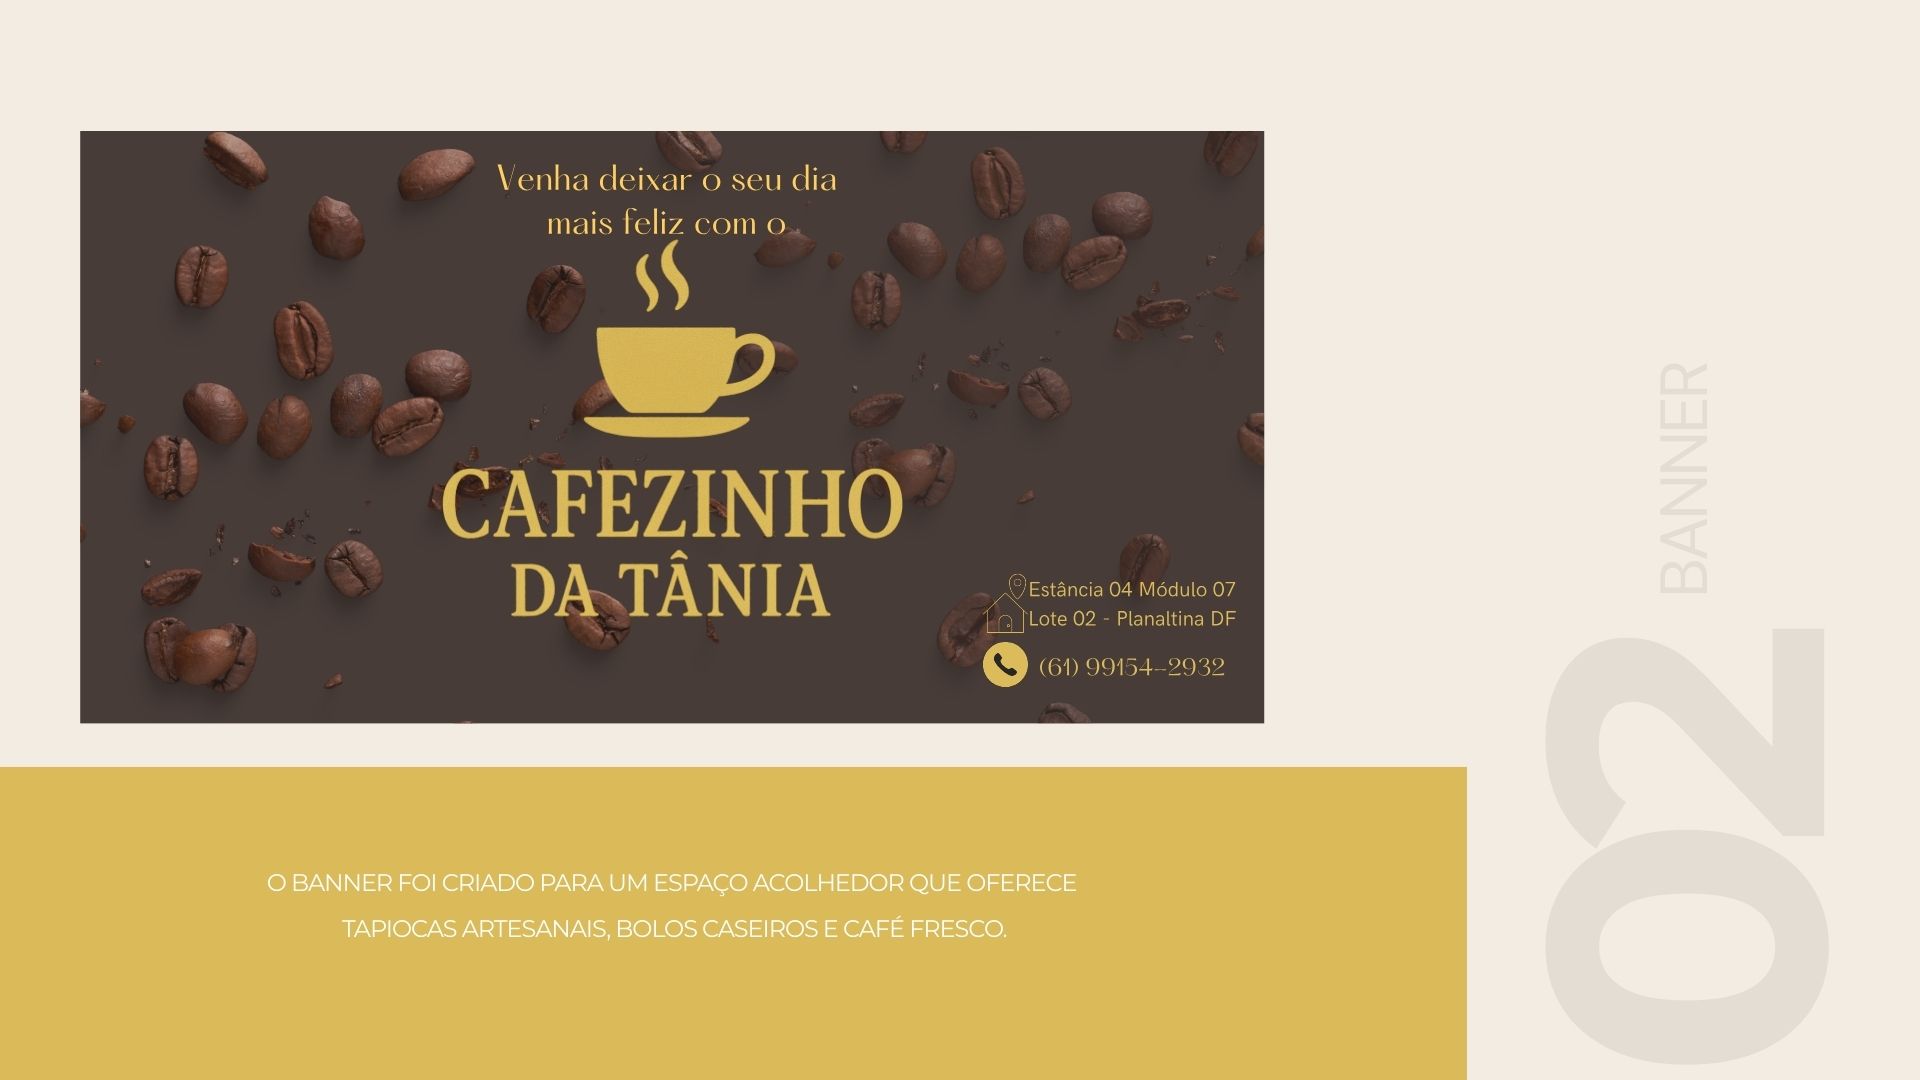 Venha deixar o seu dia
mais feliz com o
CAFEZINHO
DA TÂNIA
Estância 04 Módulo 07
Lote 02 - Planaltina DF
(61) 99154-2932
O BANNER FOI CRIADO PARA UM ESPAÇO ACOLHEDOR QUE OFERECE
TAPIOCAS ARTESANAIS, BOLOS CASEIROS E CAFÉ FRESCO.
02
BANNER